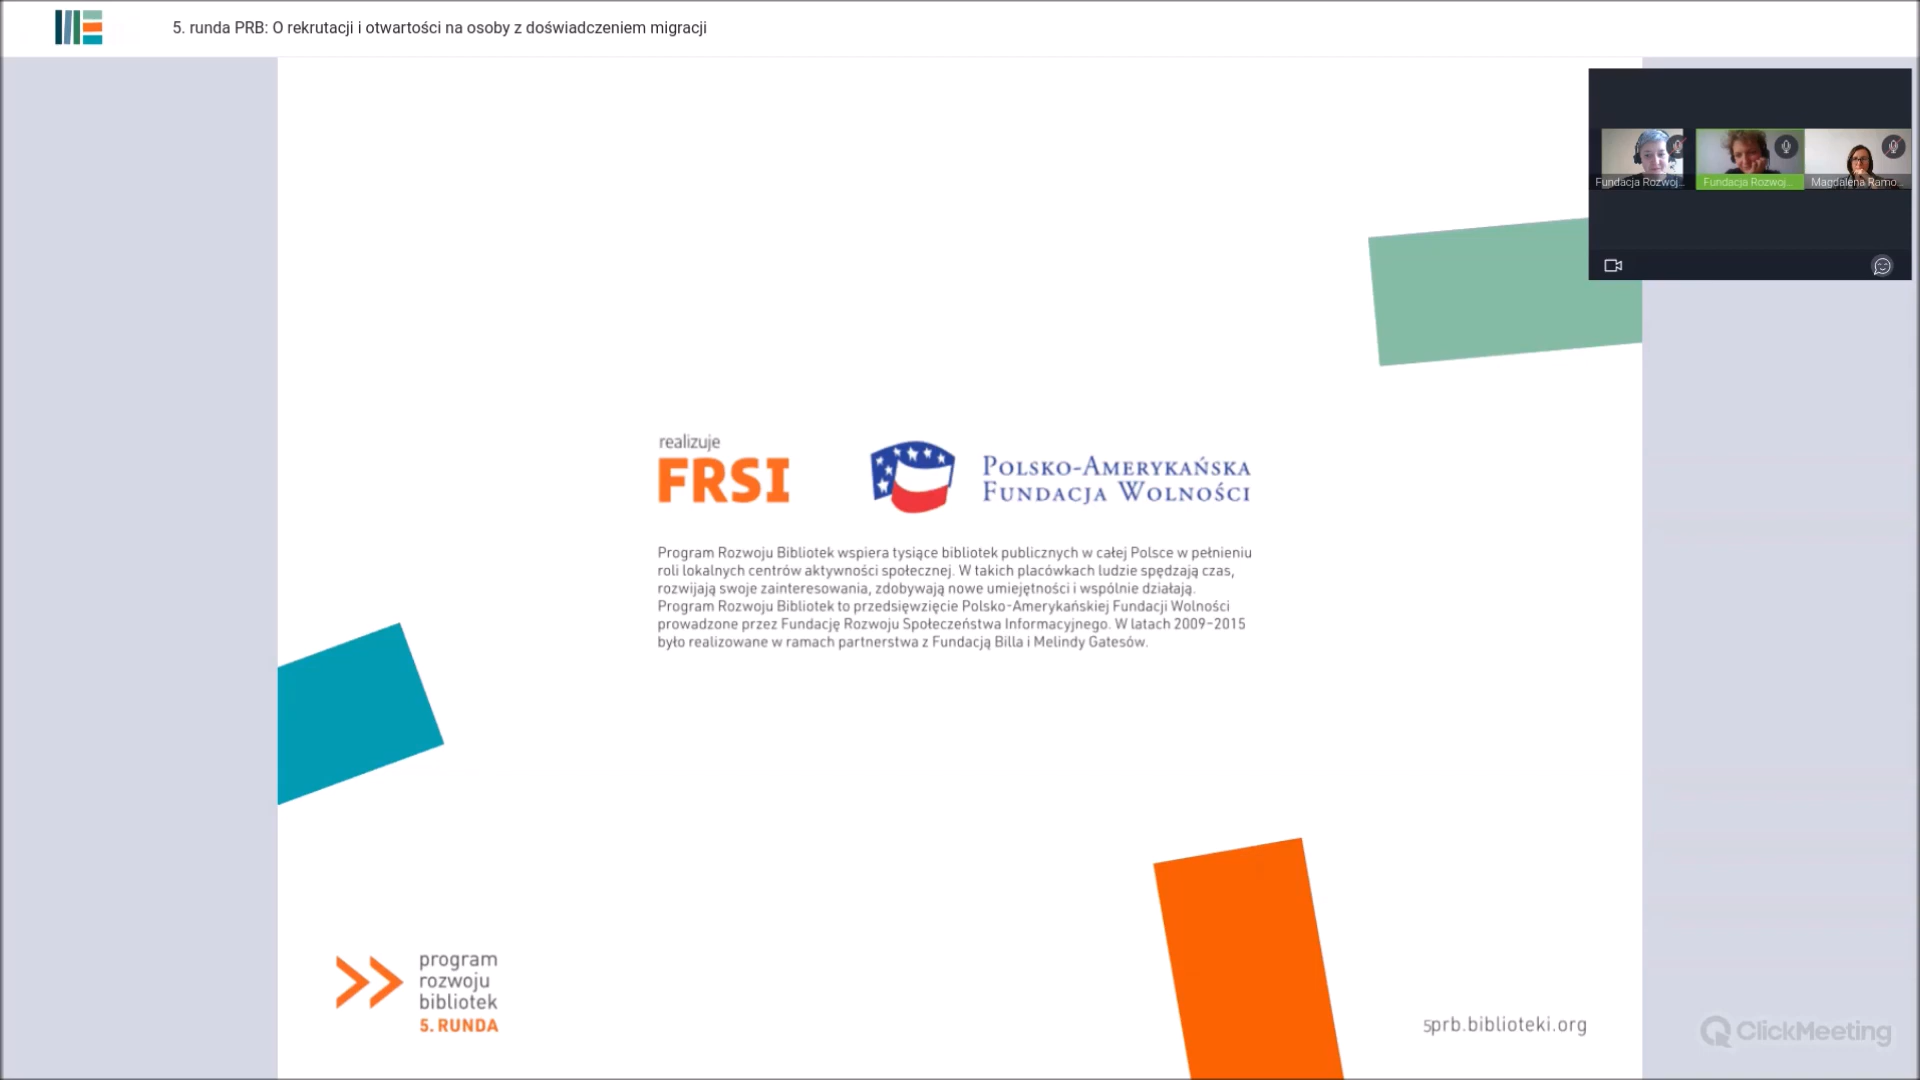 5. runda PRB: O rekrutacji i otwartości na osoby z doświadczeniem migracji
Fundacja Rozwoj...
Fundacja Rozwoj...
Magdalena Ramo...
realizuje
FRSI
POLSKO-AMERYKAŃSKA
FUNDACJA WOLNOŚCI
Program Rozwoju Bibliotek wspiera tysiące bibliotek publicznych w całej Polsce w pełnieniu
roli lokalnych centrów aktywności społecznej. W takich placówkach ludzie spędzają czas,
rozwijają swoje zainteresowania, zdobywają nowe umiejętności i wspólnie działają.
Program Rozwoju Bibliotek to przedsięwzięcie Polsko-Amerykańskiej Fundacji Wolności
prowadzone przez Fundację Rozwoju Społeczeństwa Informacyjnego. W latach 2009–2015
było realizowane w ramach partnerstwa z Fundacją Billa i Melindy Gatesów.
program
rozwoju
bibliotek
5. RUNDA
5prb.biblioteki.org
ClickMeeting